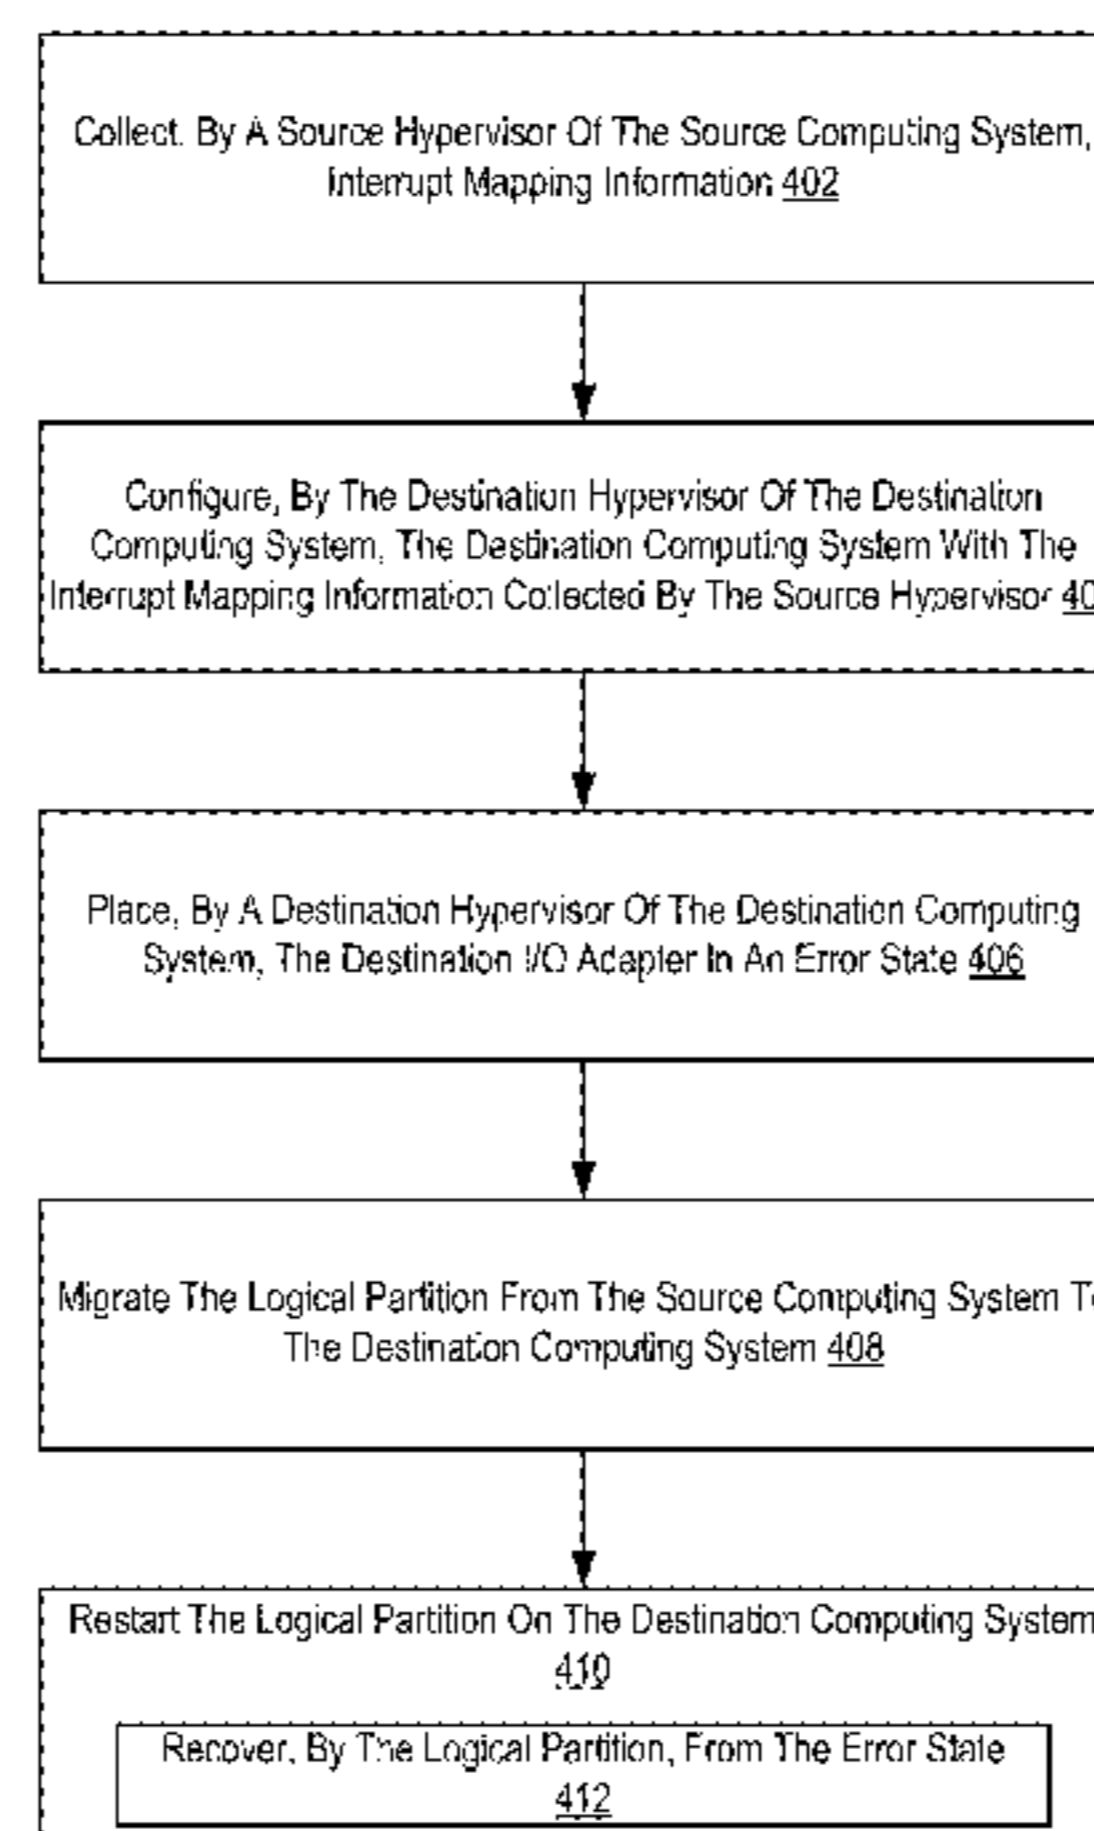 Collect. By A Source Hypervisor Of The Source Computing System,
Interrupt Mapping Information 402
Configure, By The Destination Hypervisor Of The Destination
Computing System, The Destination Computing System With The
Interrupt Mapping Information Collected By The Source Hypervisor
Place, By A Destination Hypervisor Of The Destination Computing
System, The Destination I/O Adapter In An Error State 406
Migrate The Logical Partition From The Source Computing System To
The Destination Computing System 408
Restart The Logical Partition On The Destination Computing System
410
Recover, By The Logical Partition, From The Error State
412